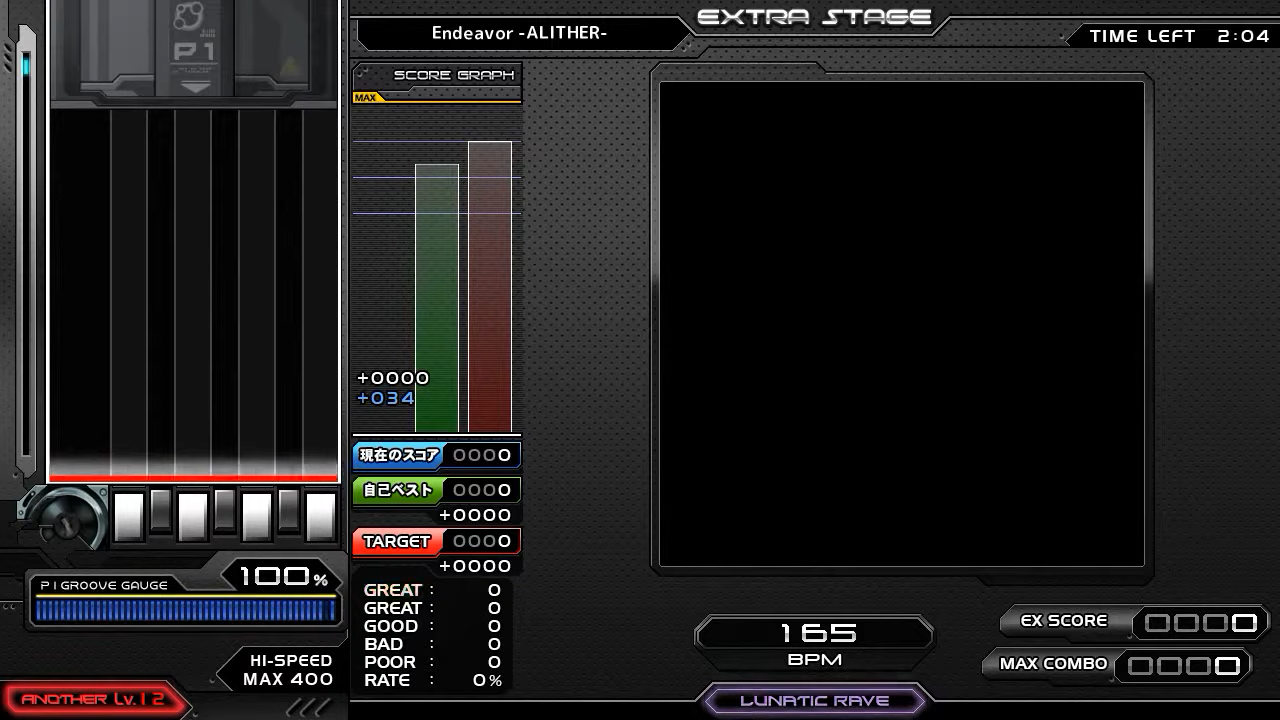 P1
Endeavor -ALITHER-
EXTRA STAGE
TIME LEFT 2:04
SCORE GRAPH
MAX
+0000
+034
現在のスコア 0000
自己ベスト 0000
+0000
TARGET 0000
+0000
GREAT : 0
GREAT : 0
GOOD : 0
BAD : 0
POOR : 0
RATE : 0%
100%
P1 GROOVE GAUGE
HI-SPEED
MAX 400
ANOTHER Lv.12
165
BPM
LUNATIC RAVE
EX SCORE 0000
MAX COMBO 0000